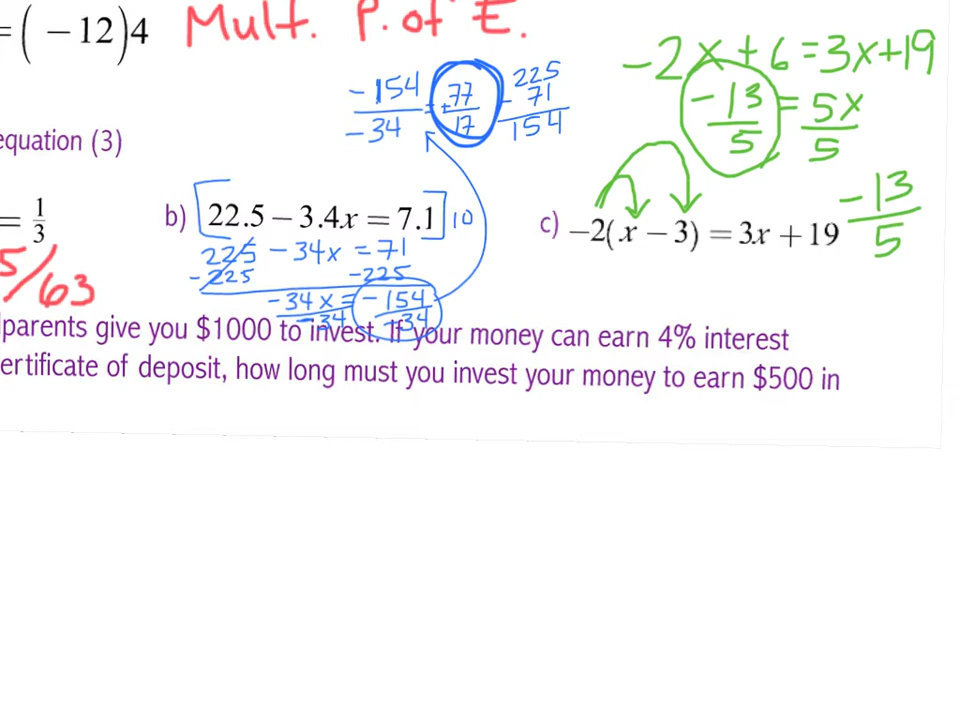 = ( − 12 ) 4 Mult. P. of E.
-2x + 6 = 3x + 19
-154 / -34 = + 77 / 17
225
- 71
154
-13 / 5 = 5x / 5
equation (3)
= 1/3
5/63
b) [ 22.5 − 3.4x = 7.1 ] 10
225 - 34x = 71
-225 -225
-34x / -34 = -154 / -34
c) −2(x − 3) = 3x + 19
-13 / 5
parents give you $1000 to invest. If your money can earn 4% interest
ertificate of deposit, how long must you invest your money to earn $500 in